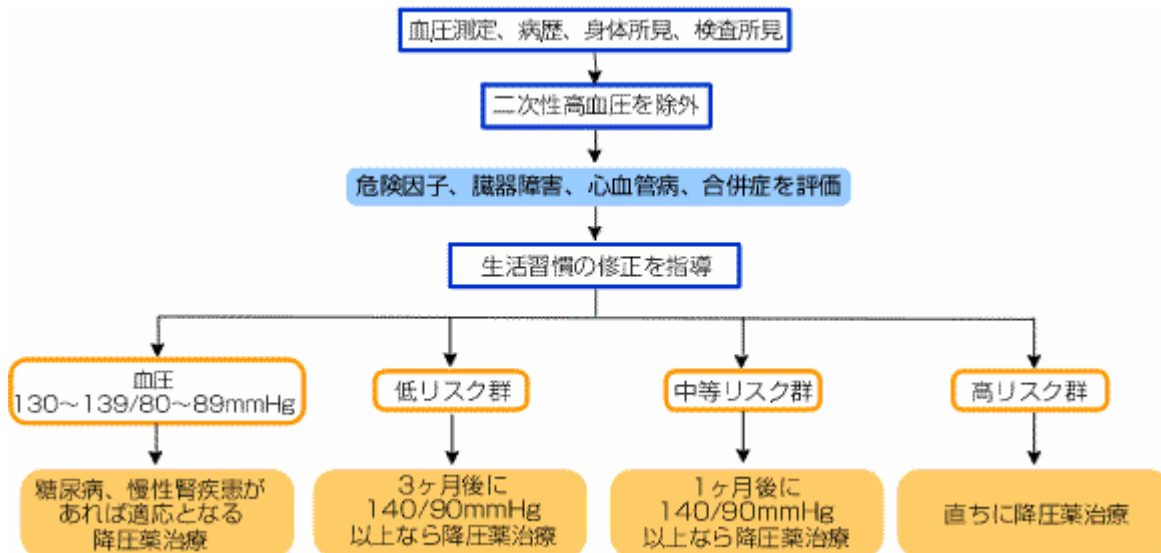 血圧測定、病歴、身体所見、検査所見
二次性高血圧を除外
危険因子、臓器障害、心血管病、合併症を評価
生活習慣の修正を指導
血圧
130～139/80～89mmHg
低リスク群
中等リスク群
高リスク群
糖尿病、慢性腎疾患が
あれば適応となる
降圧薬治療
3ヶ月後に
140/90mmHg
以上なら降圧薬治療
1ヶ月後に
140/90mmHg
以上なら降圧薬治療
直ちに降圧薬治療